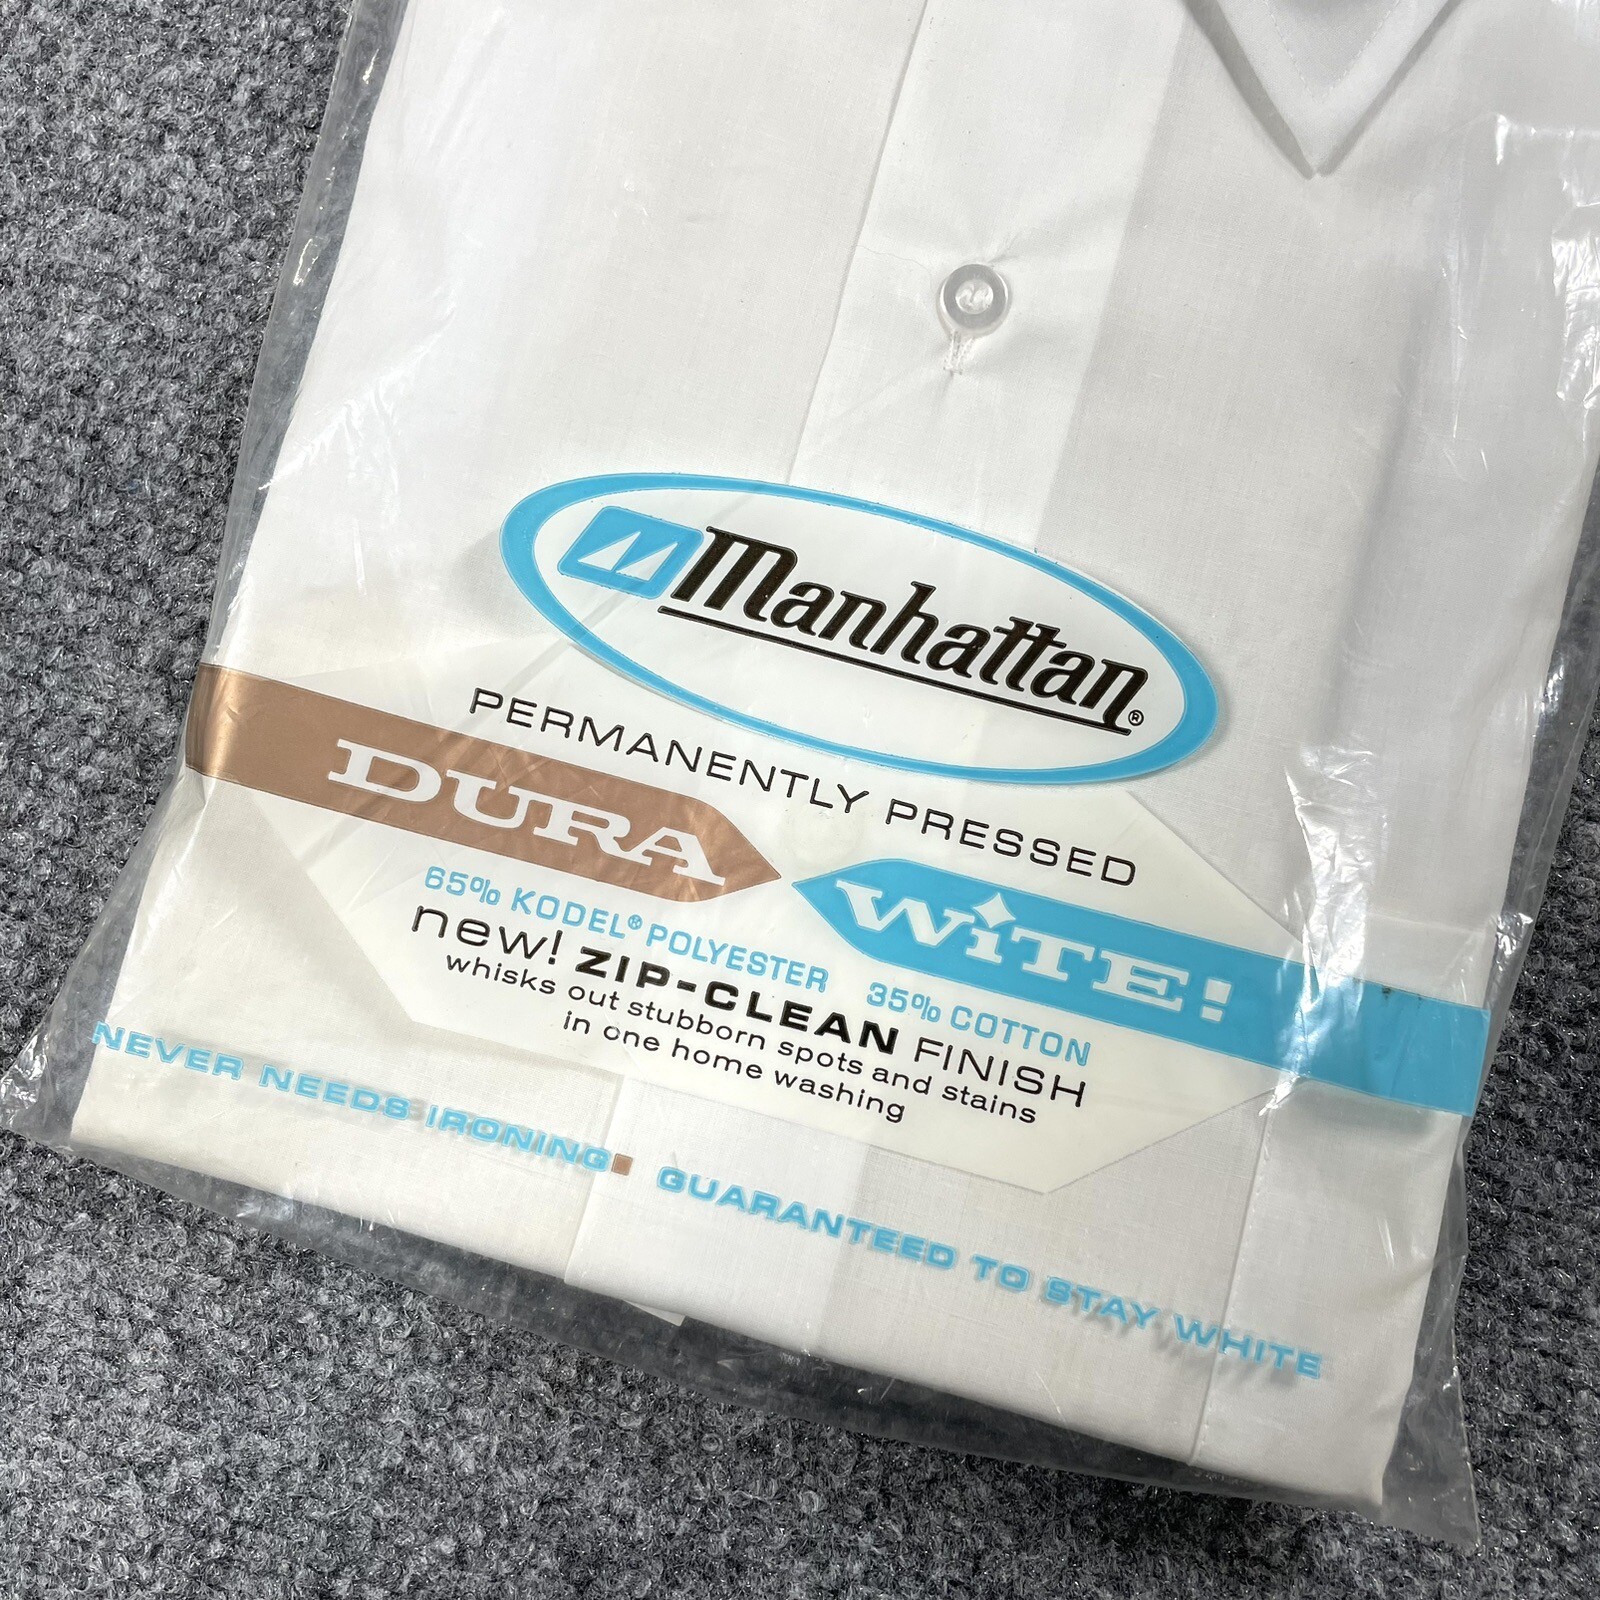 Manhattan®
PERMANENTLY PRESSED
DURA WiTE!
65% KODEL® POLYESTER 35% COTTON
new! ZIP-CLEAN FINISH
whisks out stubborn spots and stains
in one home washing
NEVER NEEDS IRONING ▪ GUARANTEED TO STAY WHITE